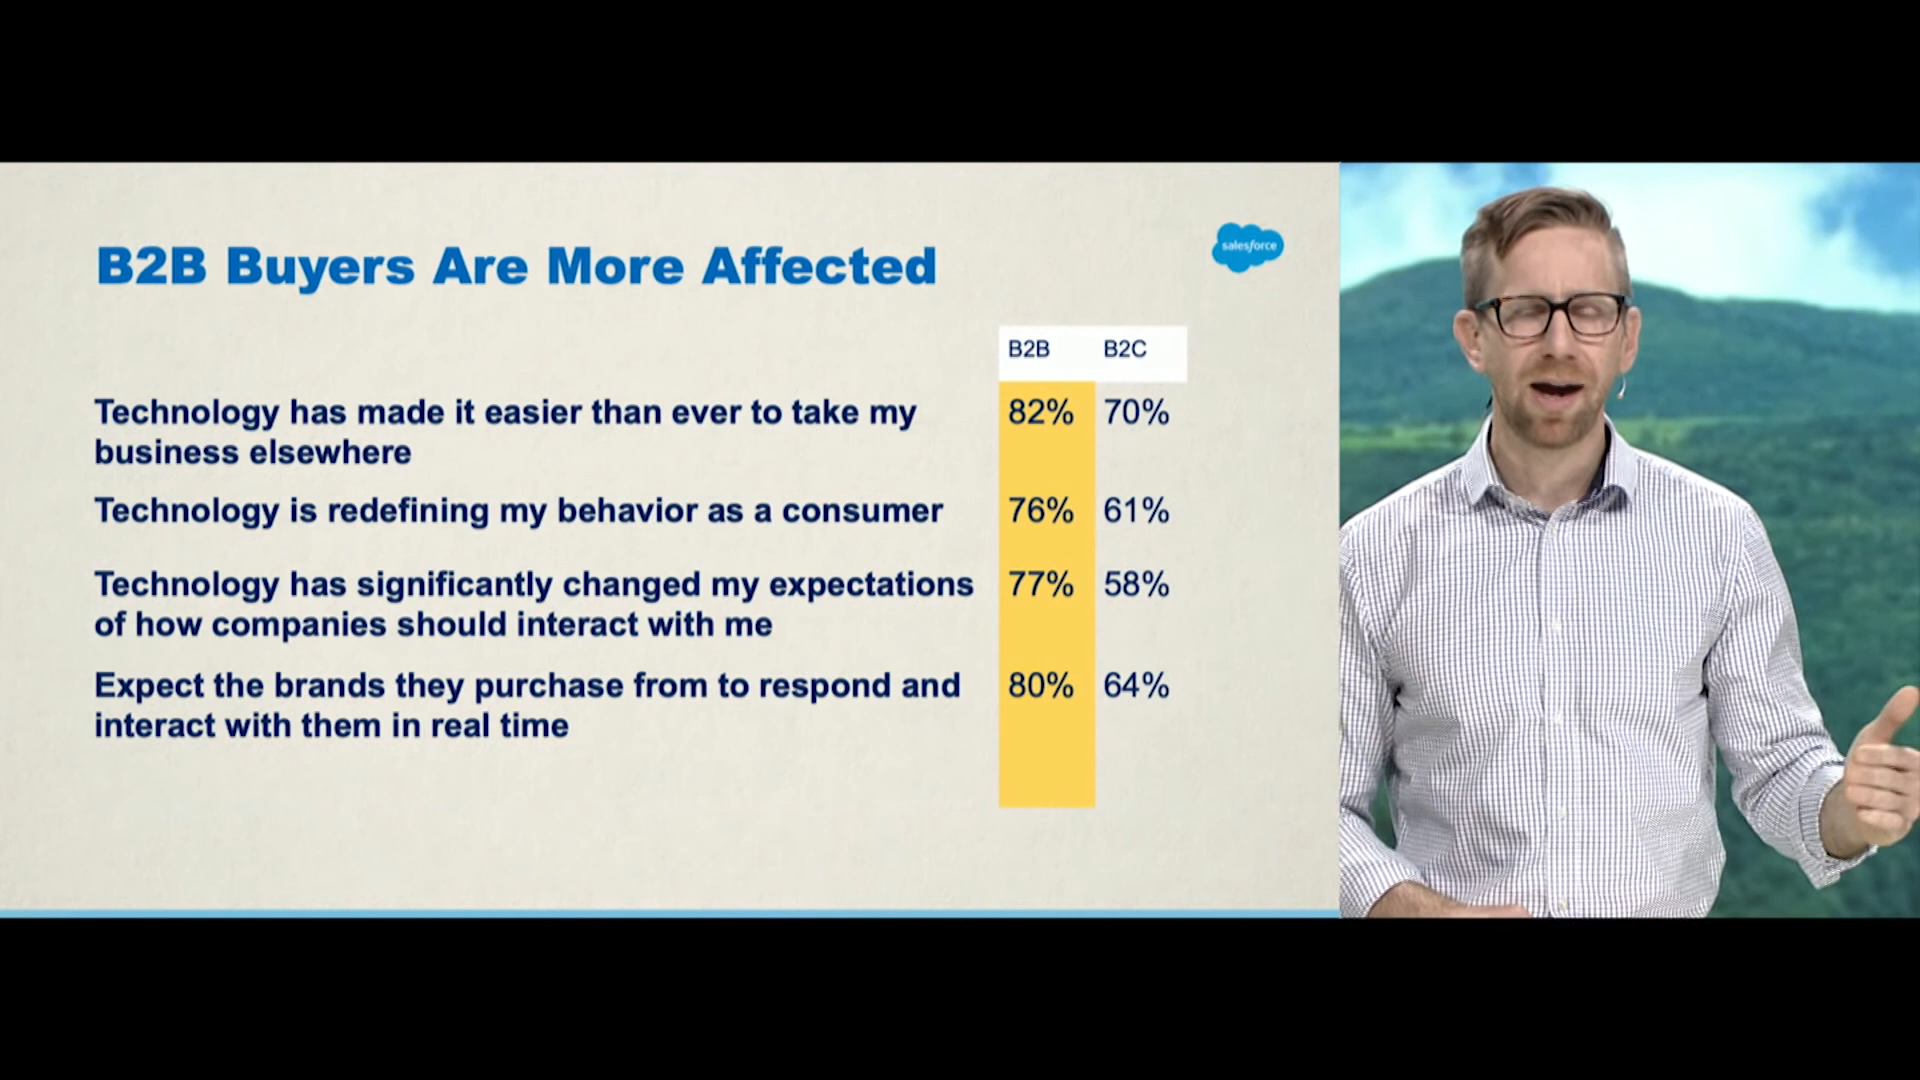 B2B Buyers Are More Affected
salesforce
B2B B2C
Technology has made it easier than ever to take my 82% 70%
business elsewhere
Technology is redefining my behavior as a consumer 76% 61%
Technology has significantly changed my expectations 77% 58%
of how companies should interact with me
Expect the brands they purchase from to respond and 80% 64%
interact with them in real time